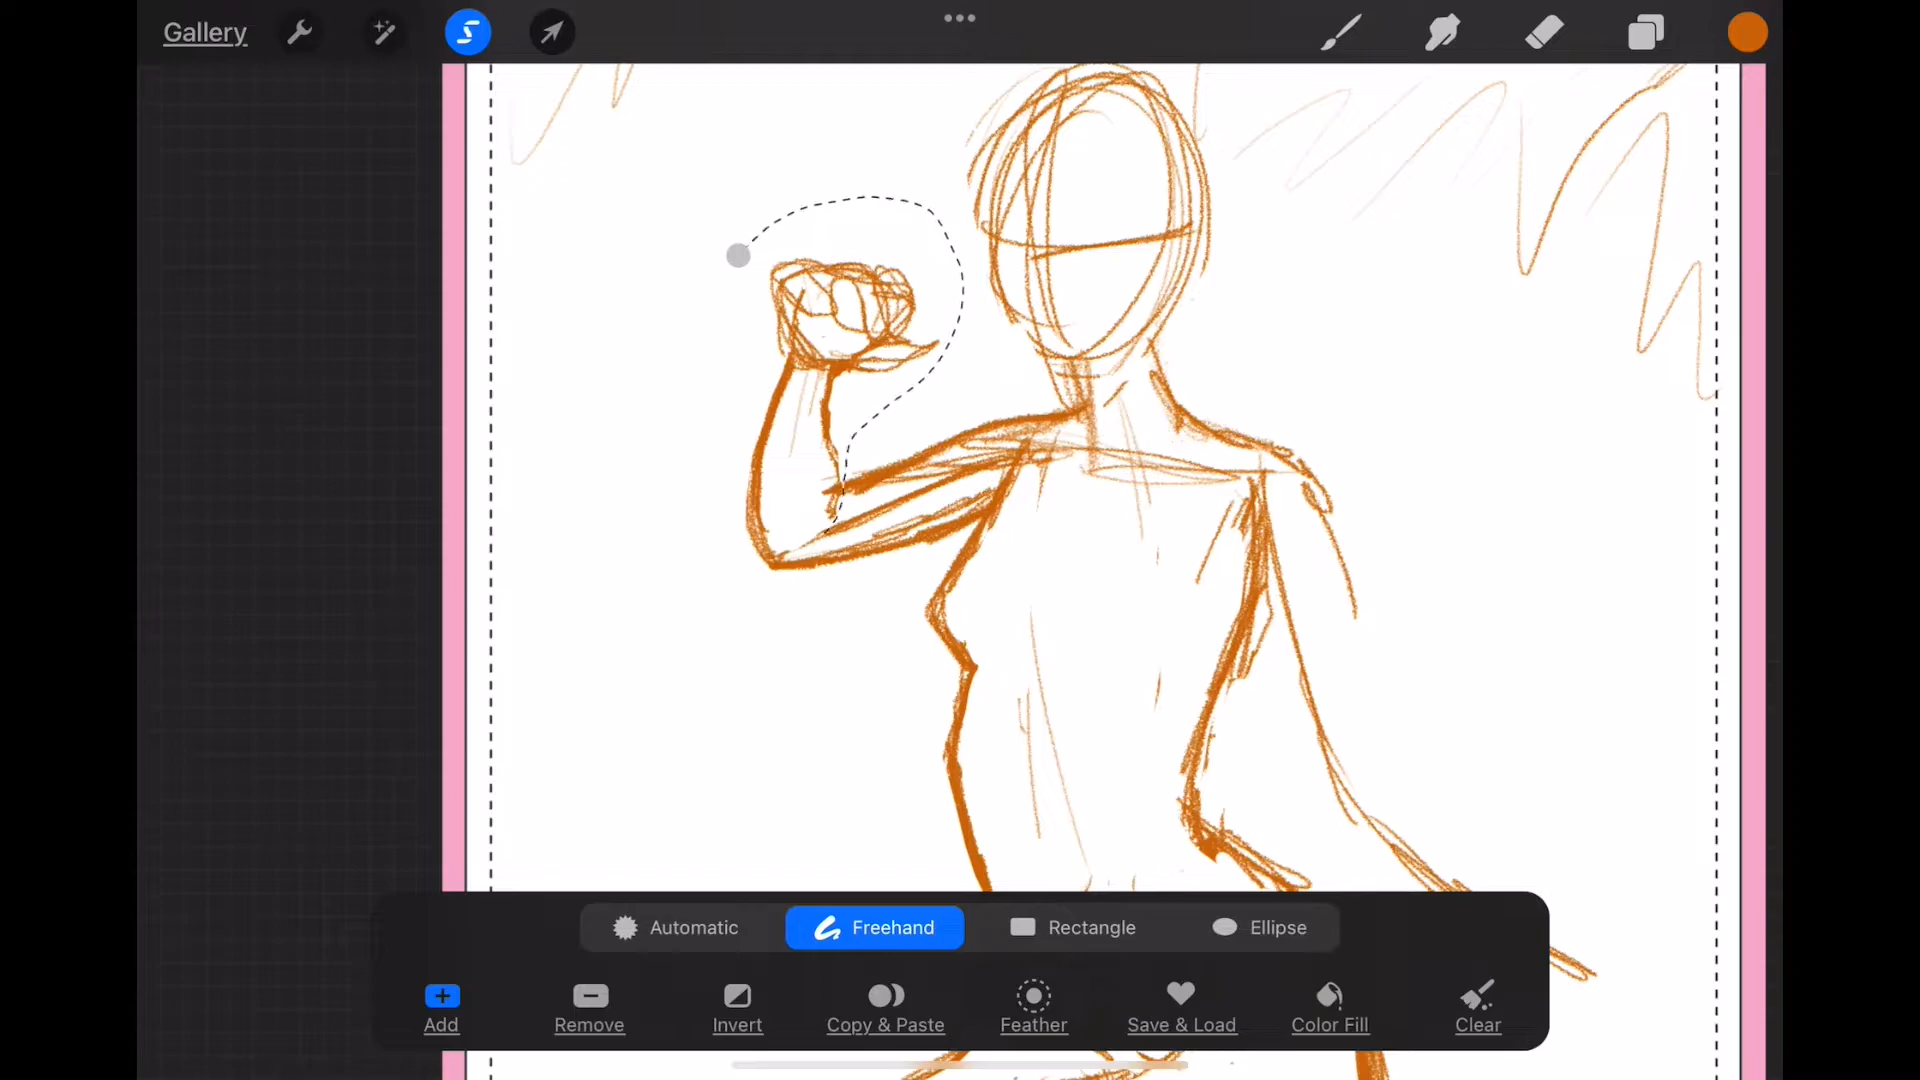 Gallery
Automatic Freehand Rectangle Ellipse
Add Remove Invert Copy & Paste Feather Save & Load Color Fill Clear